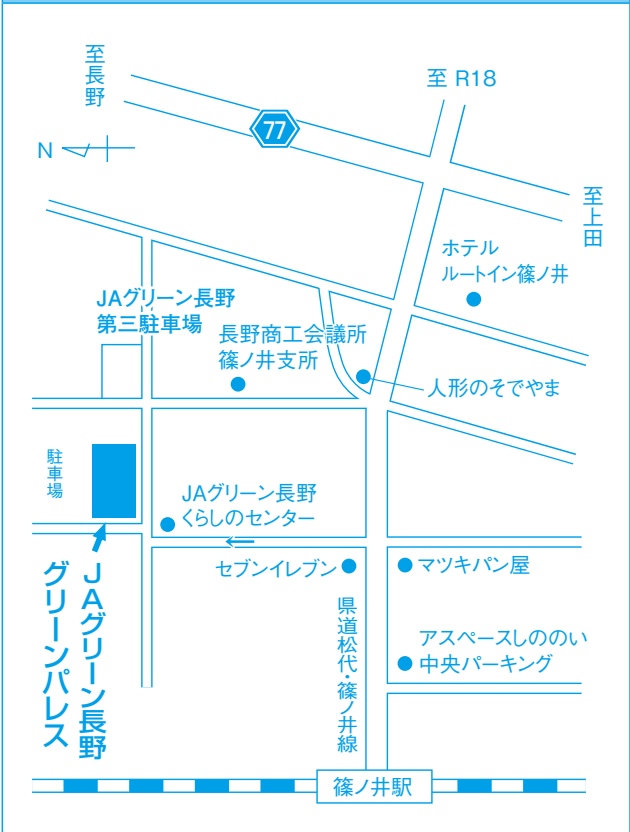 至長野
至 R18
77
N
至上田
ホテル
ルートイン篠ノ井
JAグリーン長野
第三駐車場
長野商工会議所
篠ノ井支所
人形のそでやま
駐車場
JAグリーン長野
くらしのセンター
←
セブンイレブン
マツキパン屋
JAグリーン長野
グリーンパレス
県道松代・篠ノ井線
アスペースしののい
中央パーキング
篠ノ井駅